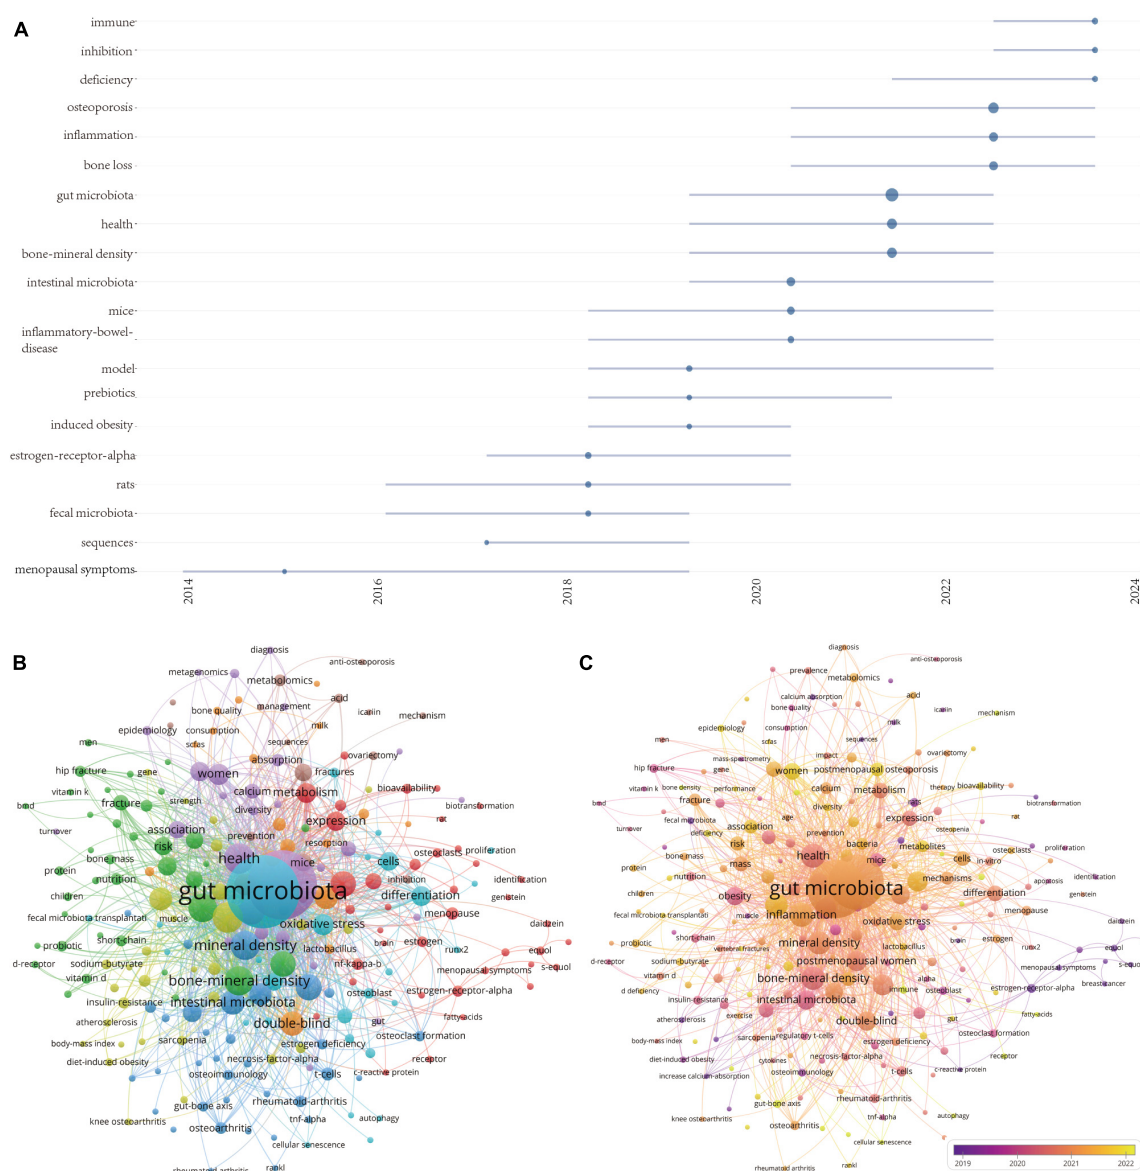 A
immune
inhibition
deficiency
osteoporosis
inflammation
bone loss
gut microbiota
health
bone-mineral density
intestinal microbiota
mice
inflammatory-bowel-
disease
model
prebiotics
induced obesity
estrogen-receptor-alpha
rats
fecal microbiota
sequences
menopausal symptoms
2014 2016 2018 2020 2022 2024
B
diagnosis
anti-osteoporosis
metagenomics
metabolomics
acid
bone quality
management
icariin
mechanism
epidemiology
consumption
milk
men
scfas
sequences
ovariectomy
absorption
hip fracture
gene
women
fractures
vitamin k
calcium
metabolism
bioavailability
fracture
strength
diversity
bmd
biotransformation
rat
turnover
association
prevention
expression
risk
resorption
bone mass
health
mice
cells
osteoclasts
proliferation
protein
nutrition
identification
gut microbiota
differentiation
genistein
children
fecal microbiota transplantati
muscle
oxidative stress
menopause
daidzein
probiotic
short-chain
mineral density
lactobacillus
brain
estrogen
runx2
equol
d-receptor
sodium-butyrate
nf-kappa-b
menopausal symptoms
s-equol
vitamin d
bone-mineral density
osteoblast
estrogen-receptor-alpha
insulin-resistance
intestinal microbiota
atherosclerosis
double-blind
gut
fatty-acids
body-mass index
sarcopenia
estrogen deficiency
osteoclast formation
diet-induced obesity
necrosis-factor-alpha
receptor
osteoimmunology
t-cells
c-reactive protein
gut-bone axis
rheumatoid-arthritis
knee osteoarthritis
tnf-alpha
autophagy
osteoarthritis
cellular senescence
rheumatoid arthritis
rankl
C
diagnosis
anti-osteoporosis
prevalence
metabolomics
calcium absorption
acid
bone quality
icariin
mechanism
epidemiology
consumption
milk
men
scfas
sequences
ovariectomy
mass-spectrometry
impact
hip fracture
gene
women
postmenopausal osteoporosis
vitamin k
bone density
performance
calcium
metabolism
therapy
bioavailability
bmd
fracture
diversity
rats
biotransformation
fecal microbiota
age
expression
rat
turnover
deficiency
association
prevention
osteopenia
risk
bacteria
metabolites
bone mass
health
mice
cells
osteoclasts
proliferation
protein
mass
in-vitro
nutrition
mechanisms
apoptosis
identification
children
obesity
gut microbiota
differentiation
genistein
fecal microbiota transplantati
muscle
inflammation
oxidative stress
menopause
daidzein
probiotic
short-chain
mineral density
lactobacillus
brain
estrogen
runx2
equol
vertebral fractures
d-receptor
sodium-butyrate
postmenopausal women
menopausal symptoms
s-equol
vitamin d
bone-mineral density
alpha
breast cancer
d deficiency
immune
osteoblast
estrogen-receptor-alpha
insulin-resistance
intestinal microbiota
exercise
gut
fatty-acids
atherosclerosis
double-blind
osteoclast formation
body-mass index
sarcopenia
regulatory t-cells
estrogen deficiency
diet-induced obesity
cytokines
necrosis-factor-alpha
receptor
increase calcium-absorption
osteoimmunology
t-cells
c-reactive protein
rheumatoid-arthritis
knee osteoarthritis
tnf-alpha
autophagy
osteoarthritis
cellular senescence
rheumatoid arthritis
rankl
2019 2020 2021 2022